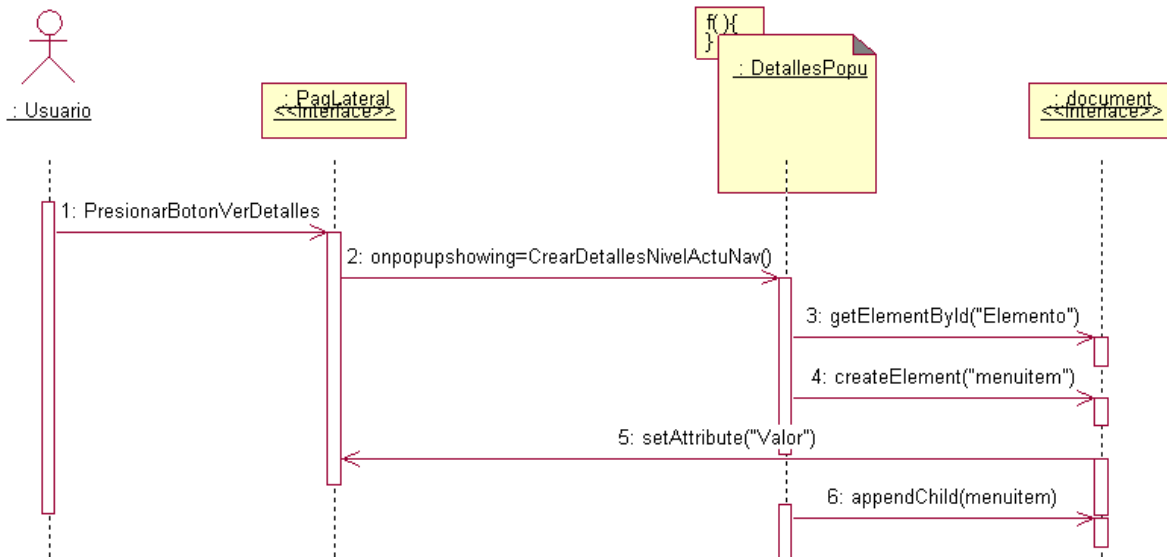 f( ){
}
: DetallesPopu
: Usuario
: PagLateral
<<Interface>>
: document
<<Interface>>
1: PresionarBotonVerDetalles
2: onpopupshowing=CrearDetallesNivelActuNav()
3: getElementById("Elemento")
4: createElement("menuitem")
5: setAttribute("Valor")
6: appendChild(menuitem)